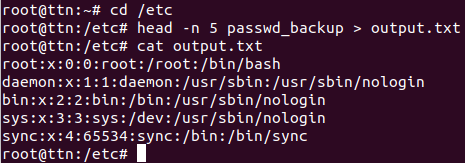 root@ttn:~# cd /etc
root@ttn:/etc# head -n 5 passwd_backup > output.txt
root@ttn:/etc# cat output.txt
root:x:0:0:root:/root:/bin/bash
daemon:x:1:1:daemon:/usr/sbin:/usr/sbin/nologin
bin:x:2:2:bin:/bin:/usr/sbin/nologin
sys:x:3:3:sys:/dev:/usr/sbin/nologin
sync:x:4:65534:sync:/bin:/bin/sync
root@ttn:/etc#